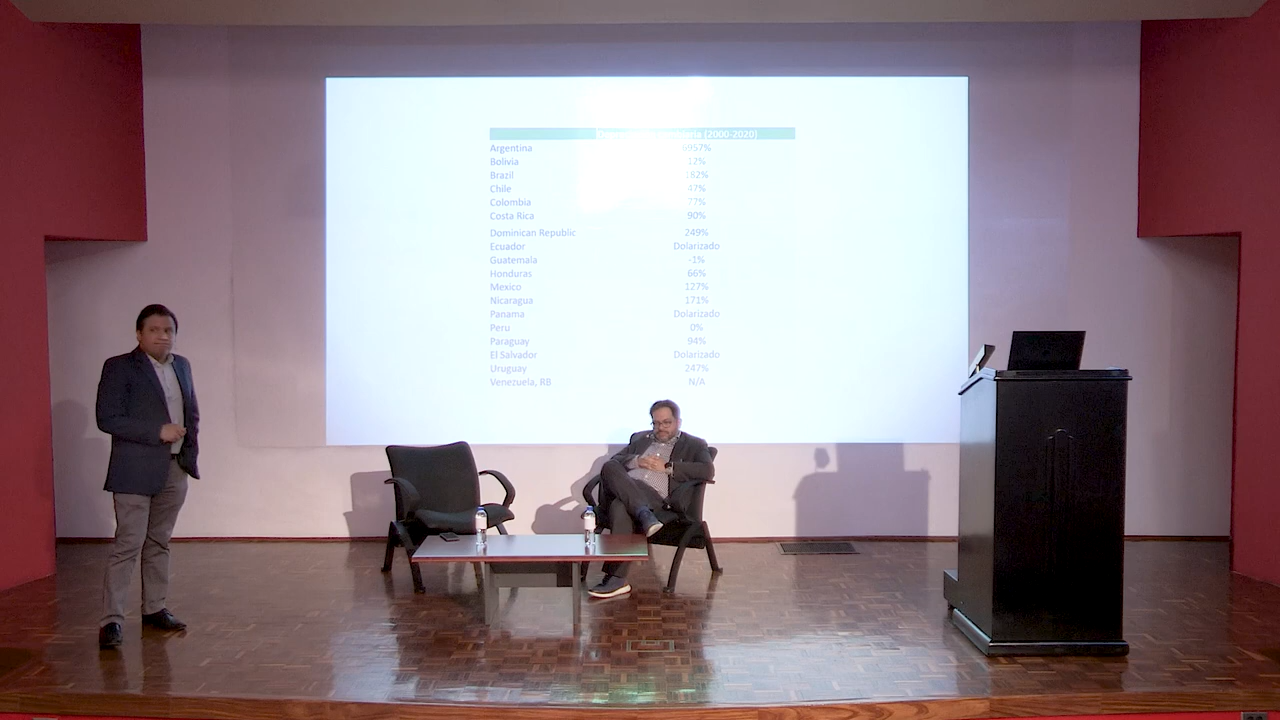 (2000-2020)
Argentina 6957%
Bolivia 12%
Brazil 182%
Chile 47%
Colombia 77%
Costa Rica 90%
Dominican Republic 249%
Ecuador Dolarizado
Guatemala -1%
Honduras 66%
Mexico 127%
Nicaragua 171%
Panama Dolarizado
Peru 0%
Paraguay 94%
El Salvador Dolarizado
Uruguay 247%
Venezuela, RB N/A